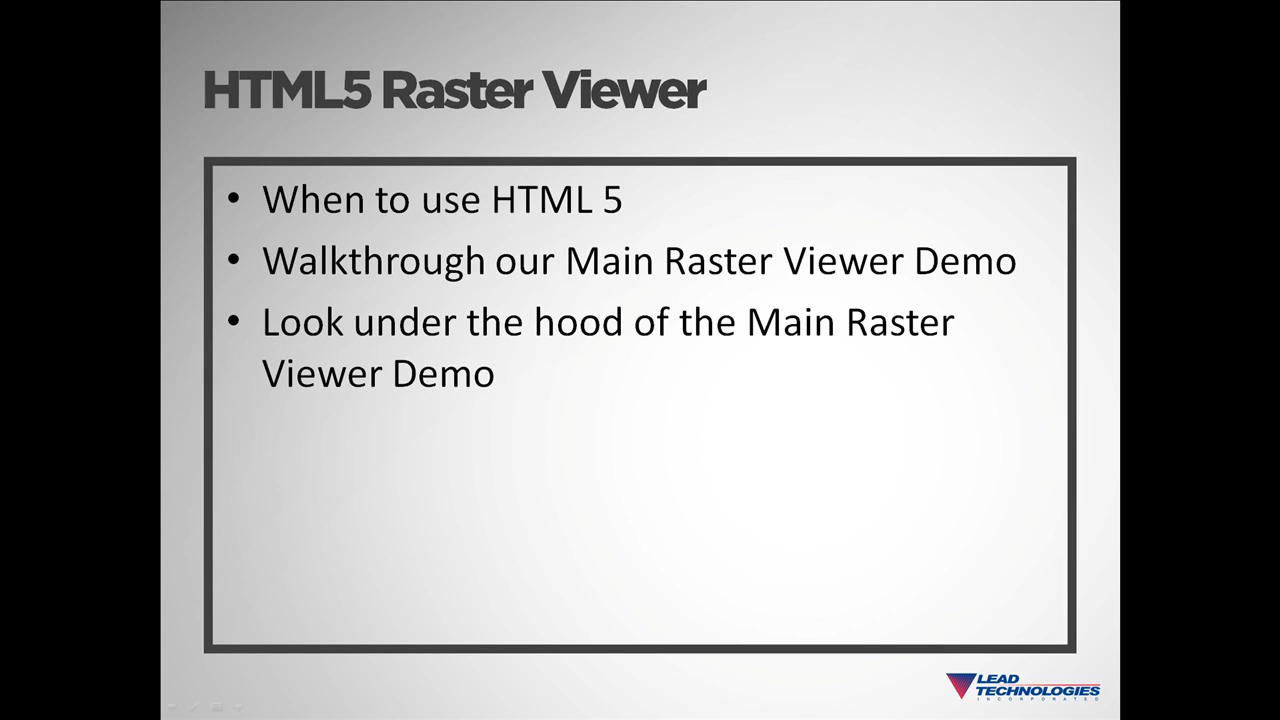 HTML5 Raster Viewer
• When to use HTML 5
• Walkthrough our Main Raster Viewer Demo
• Look under the hood of the Main Raster
Viewer Demo
LEAD
TECHNOLOGIES
INCORPORATED